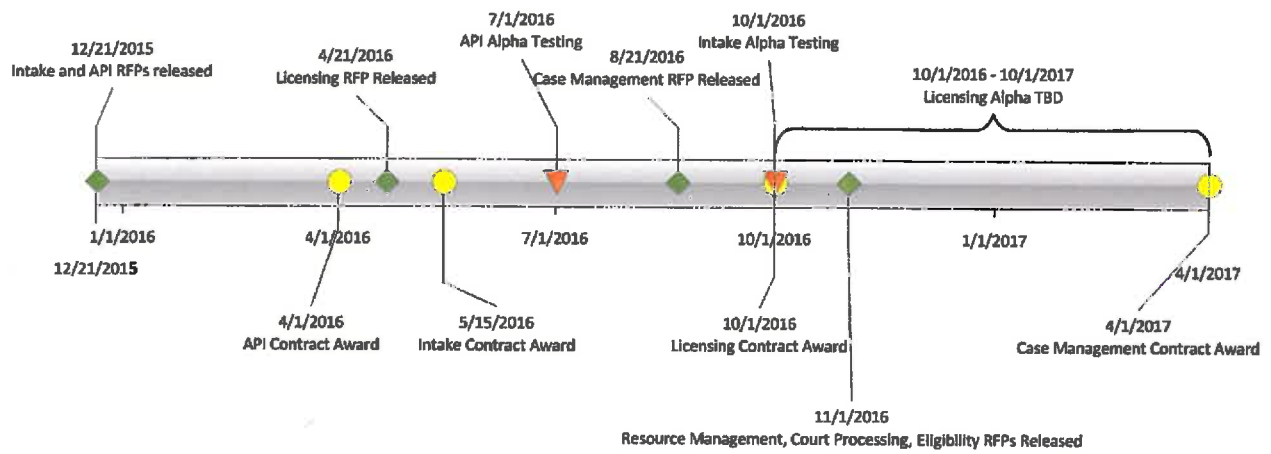 12/21/2015
Intake and API RFPs released
4/21/2016
Licensing RFP Released
7/1/2016
API Alpha Testing
8/21/2016
Case Management RFP Released
10/1/2016
Intake Alpha Testing
10/1/2016 - 10/1/2017
Licensing Alpha TBD
1/1/2016
4/1/2016
7/1/2016
10/1/2016
1/1/2017
12/21/2015
4/1/2017
4/1/2016
API Contract Award
5/15/2016
Intake Contract Award
10/1/2016
Licensing Contract Award
4/1/2017
Case Management Contract Award
11/1/2016
Resource Management, Court Processing, Eligibility RFPs Released